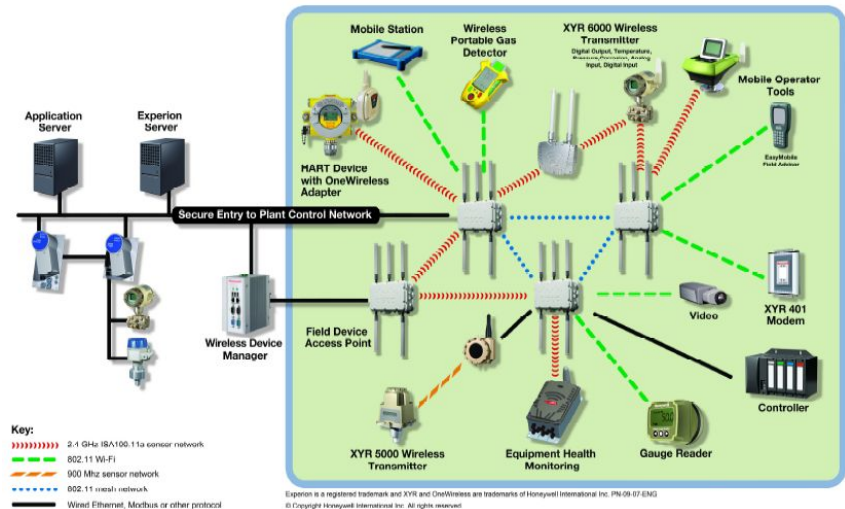 Mobile Station
Wireless
Portable Gas
Detector
XYR 6000 Wireless
Transmitter
Digital Output, Temperature,
Pressure, Corrosion, Analog
Input, Digital Input
Mobile Operator
Tools
EasyMobile
Field Advisor
Application
Server
Experion
Server
HART Device
with OneWireless
Adapter
Secure Entry to Plant Control Network
Wireless Device
Manager
Field Device
Access Point
Video
XYR 401
Modem
Controller
XYR 5000 Wireless
Transmitter
Equipment Health
Monitoring
Gauge Reader
Key:
2.4 GHz ISA100.11a sensor network
802.11 Wi-Fi
900 Mhz sensor network
802.11 mesh network
Wired Ethernet, Modbus or other protocol
Experion is a registered trademark and XYR and OneWireless are trademarks of Honeywell International Inc. PN-09-07-ENG
© Copyright Honeywell International Inc. All rights reserved